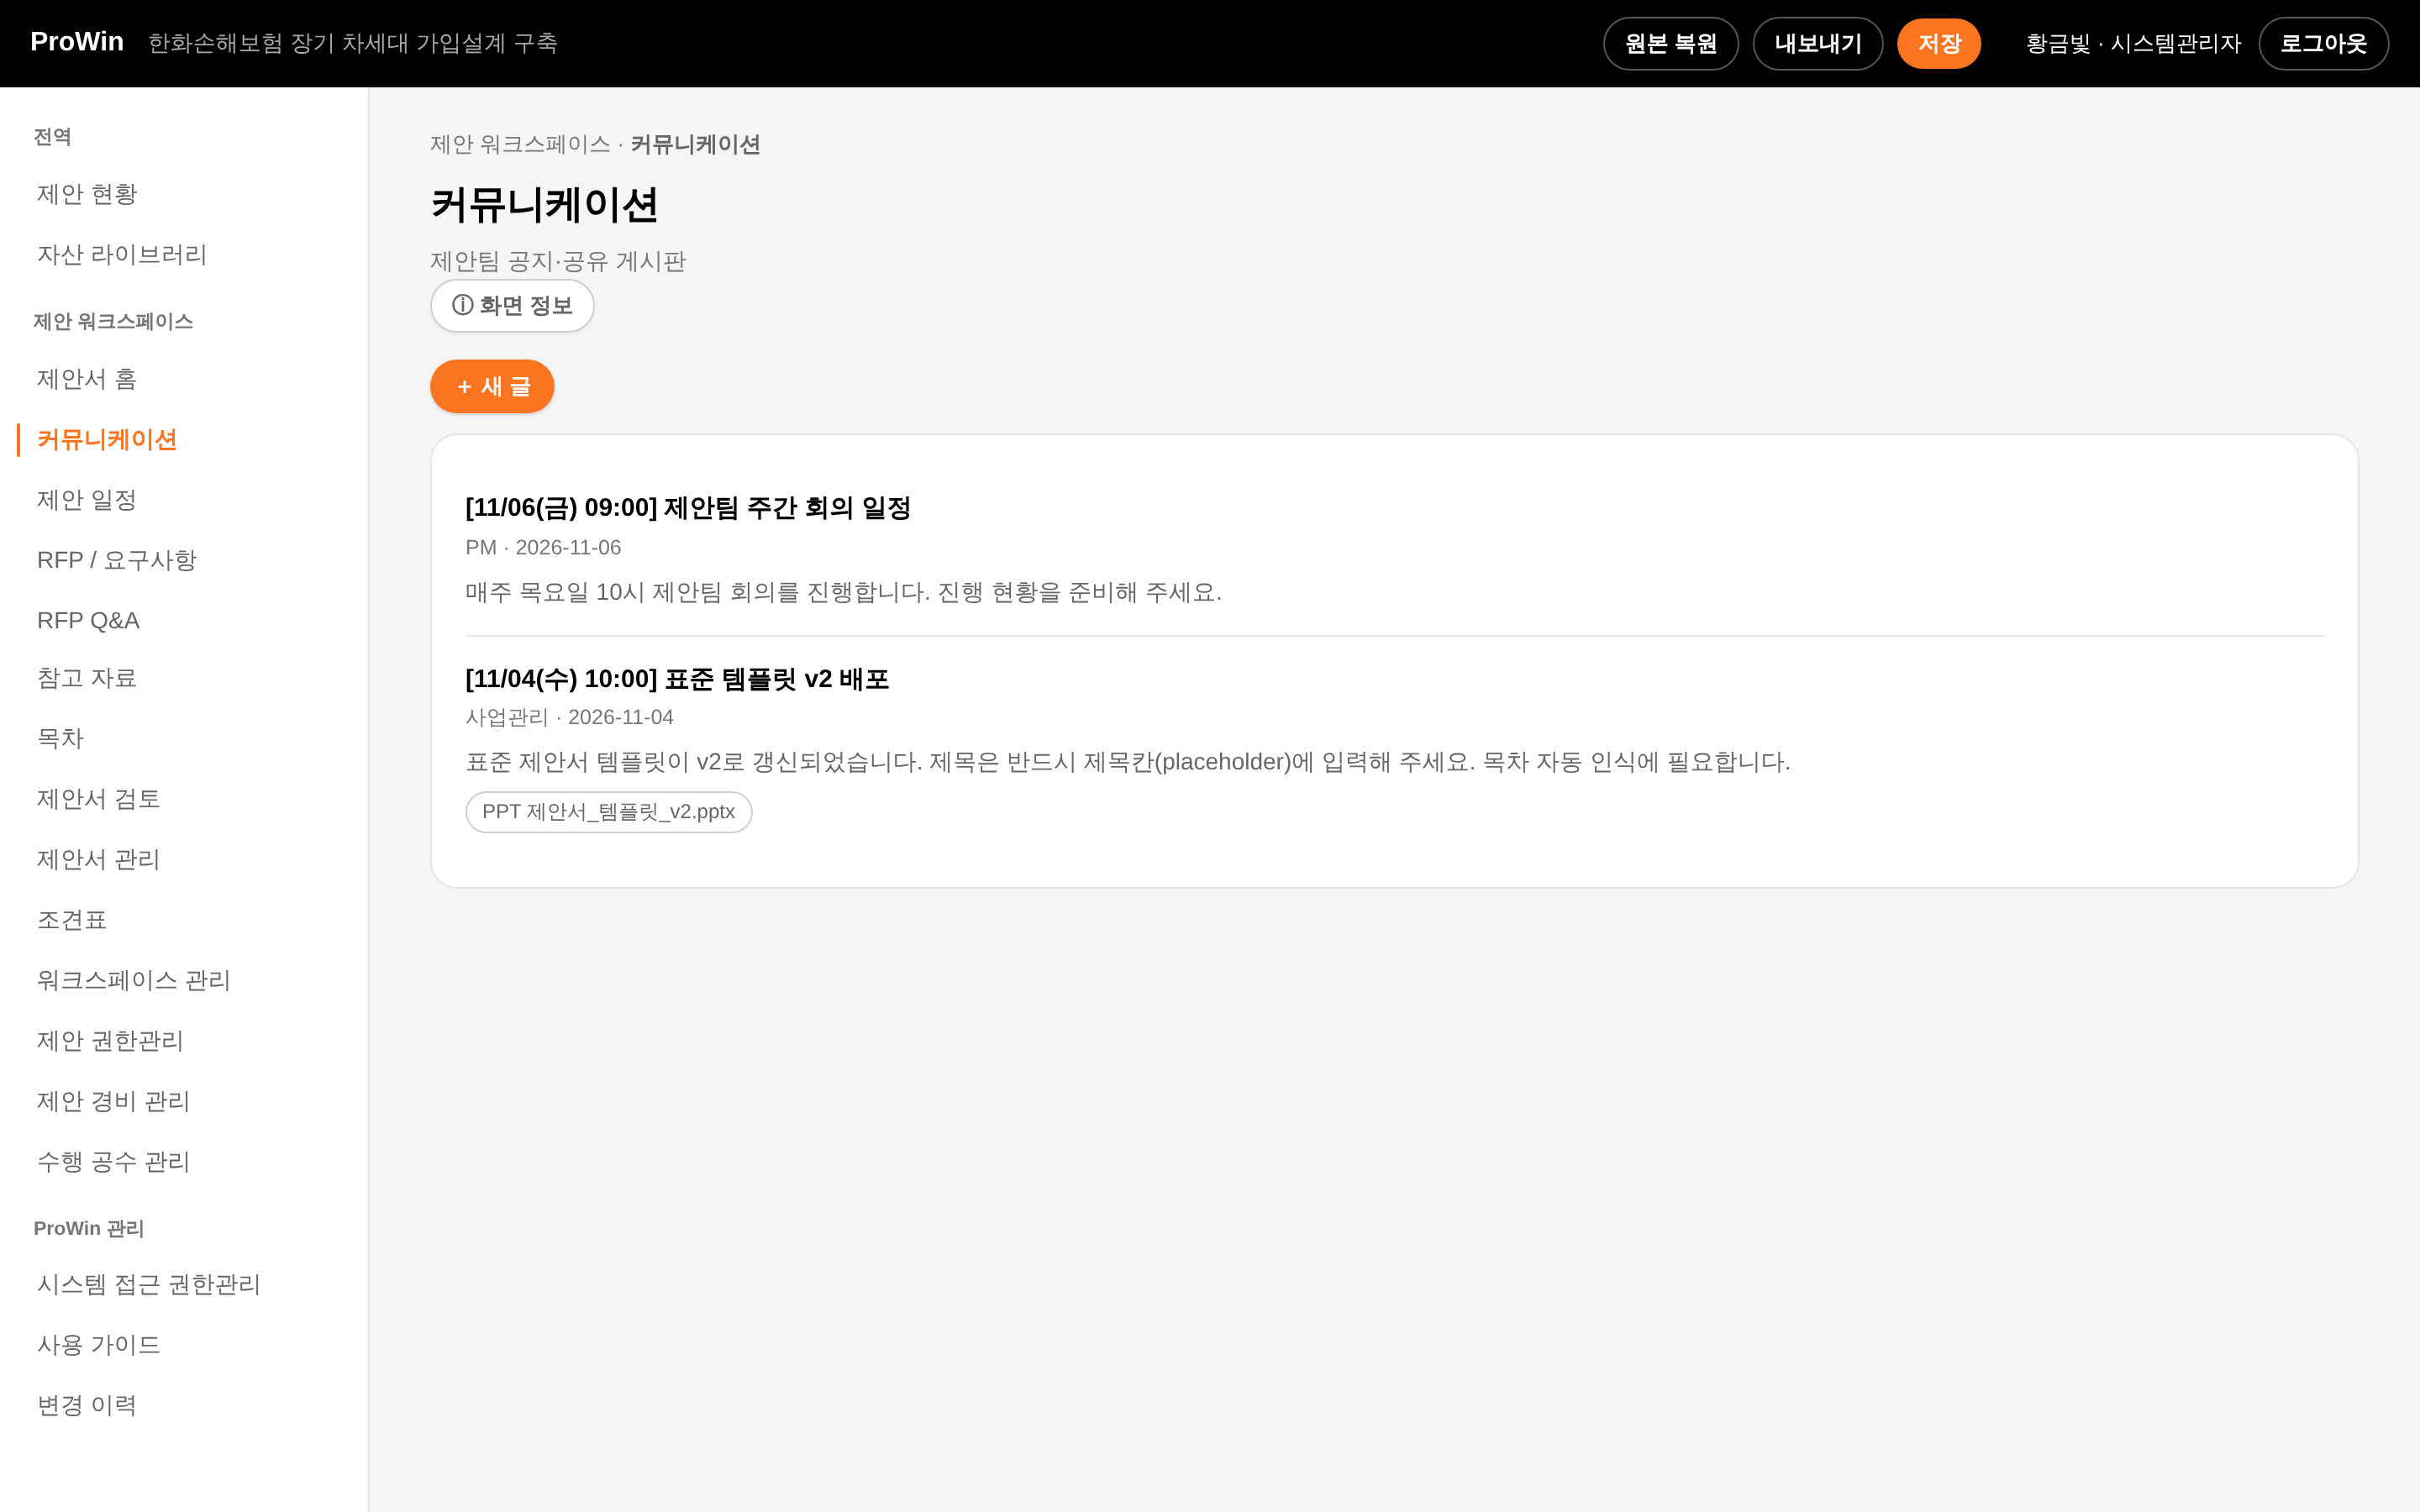 ProWin 한화손해보험 장기 차세대 가입설계 구축 원본 복원 내보내기 저장 황금빛 · 시스템관리자 로그아웃
전역
제안 현황
자산 라이브러리
제안 워크스페이스
제안서 홈
커뮤니케이션
제안 일정
RFP / 요구사항
RFP Q&A
참고 자료
목차
제안서 검토
제안서 관리
조견표
워크스페이스 관리
제안 권한관리
제안 경비 관리
수행 공수 관리
ProWin 관리
시스템 접근 권한관리
사용 가이드
변경 이력
제안 워크스페이스 · 커뮤니케이션
커뮤니케이션
제안팀 공지·공유 게시판
ⓘ 화면 정보
+ 새 글
[11/06(금) 09:00] 제안팀 주간 회의 일정
PM · 2026-11-06
매주 목요일 10시 제안팀 회의를 진행합니다. 진행 현황을 준비해 주세요.
[11/04(수) 10:00] 표준 템플릿 v2 배포
사업관리 · 2026-11-04
표준 제안서 템플릿이 v2로 갱신되었습니다. 제목은 반드시 제목칸(placeholder)에 입력해 주세요. 목차 자동 인식에 필요합니다.
PPT 제안서_템플릿_v2.pptx